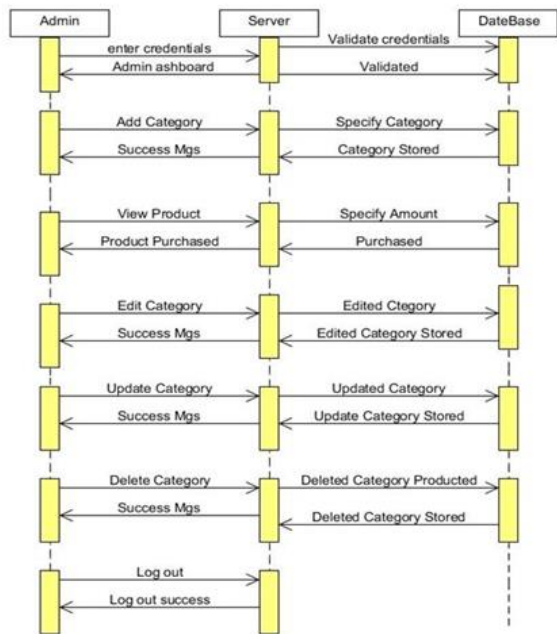 Admin
Server
DateBase
enter credentials
Validate credentials
Admin ashboard
Validated
Add Category
Specify Category
Success Mgs
Category Stored
View Product
Specify Amount
Product Purchased
Purchased
Edit Category
Edited Ctegory
Success Mgs
Edited Category Stored
Update Category
Updated Category
Success Mgs
Update Category Stored
Delete Category
Deleted Category Producted
Success Mgs
Deleted Category Stored
Log out
Log out success